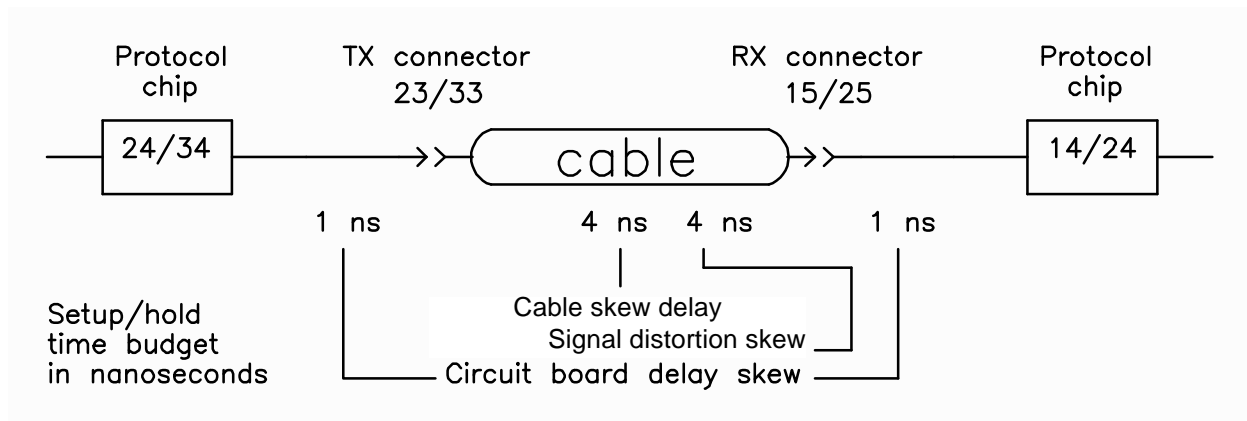 Protocol
chip
TX connector
23/33
RX connector
15/25
Protocol
chip
24/34
cable
14/24
1 ns
4 ns
4 ns
1 ns
Cable skew delay
Signal distortion skew
Circuit board delay skew
Setup/hold
time budget
in nanoseconds